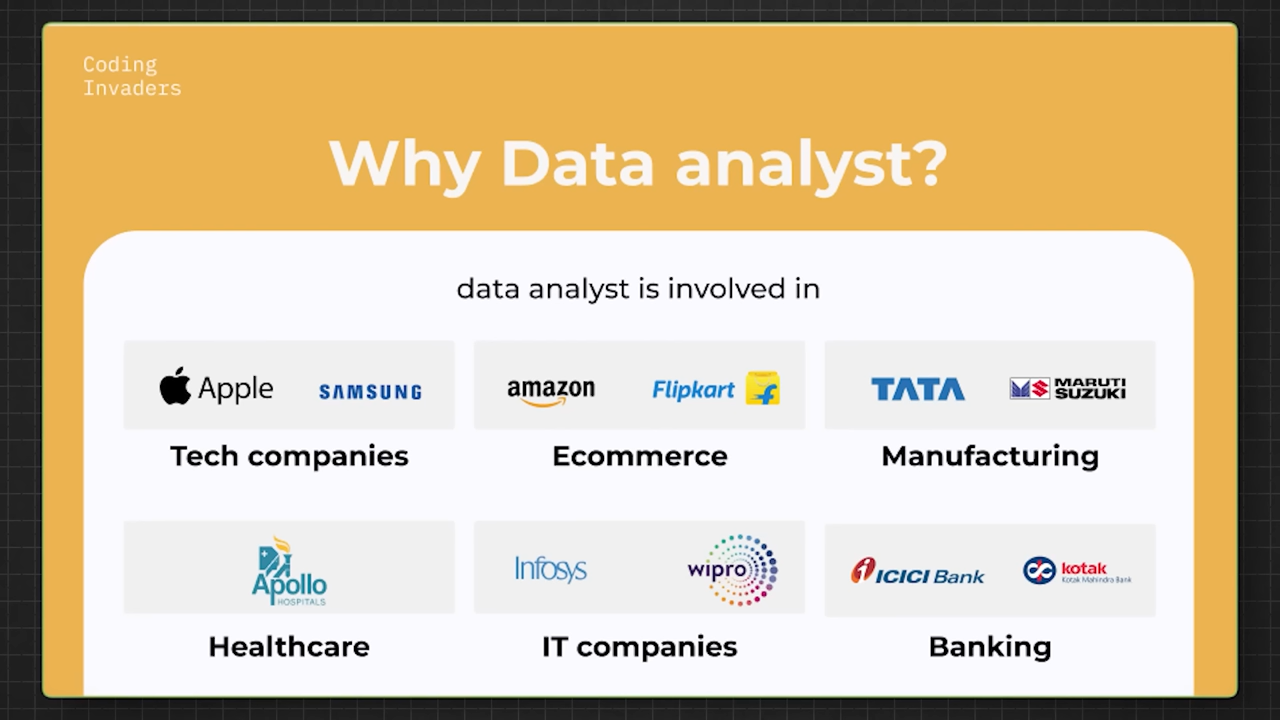 Coding
Invaders
Why Data analyst?
data analyst is involved in
Apple SAMSUNG
amazon Flipkart
TATA MARUTI SUZUKI
Tech companies
Ecommerce
Manufacturing
Apollo HOSPITALS
Infosys wipro
ICICI Bank kotak Kotak Mahindra Bank
Healthcare
IT companies
Banking